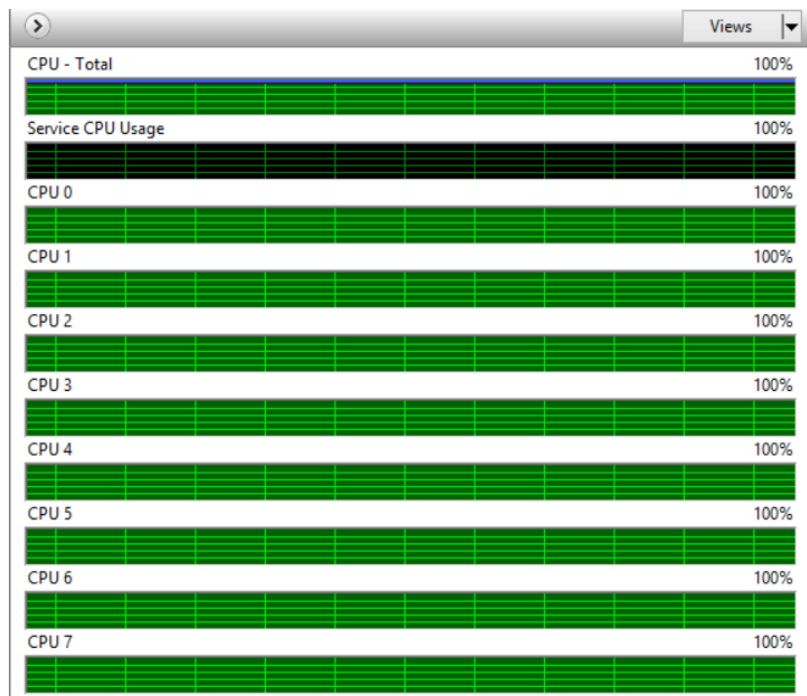 Views
CPU - Total 100%
Service CPU Usage 100%
CPU 0 100%
CPU 1 100%
CPU 2 100%
CPU 3 100%
CPU 4 100%
CPU 5 100%
CPU 6 100%
CPU 7 100%